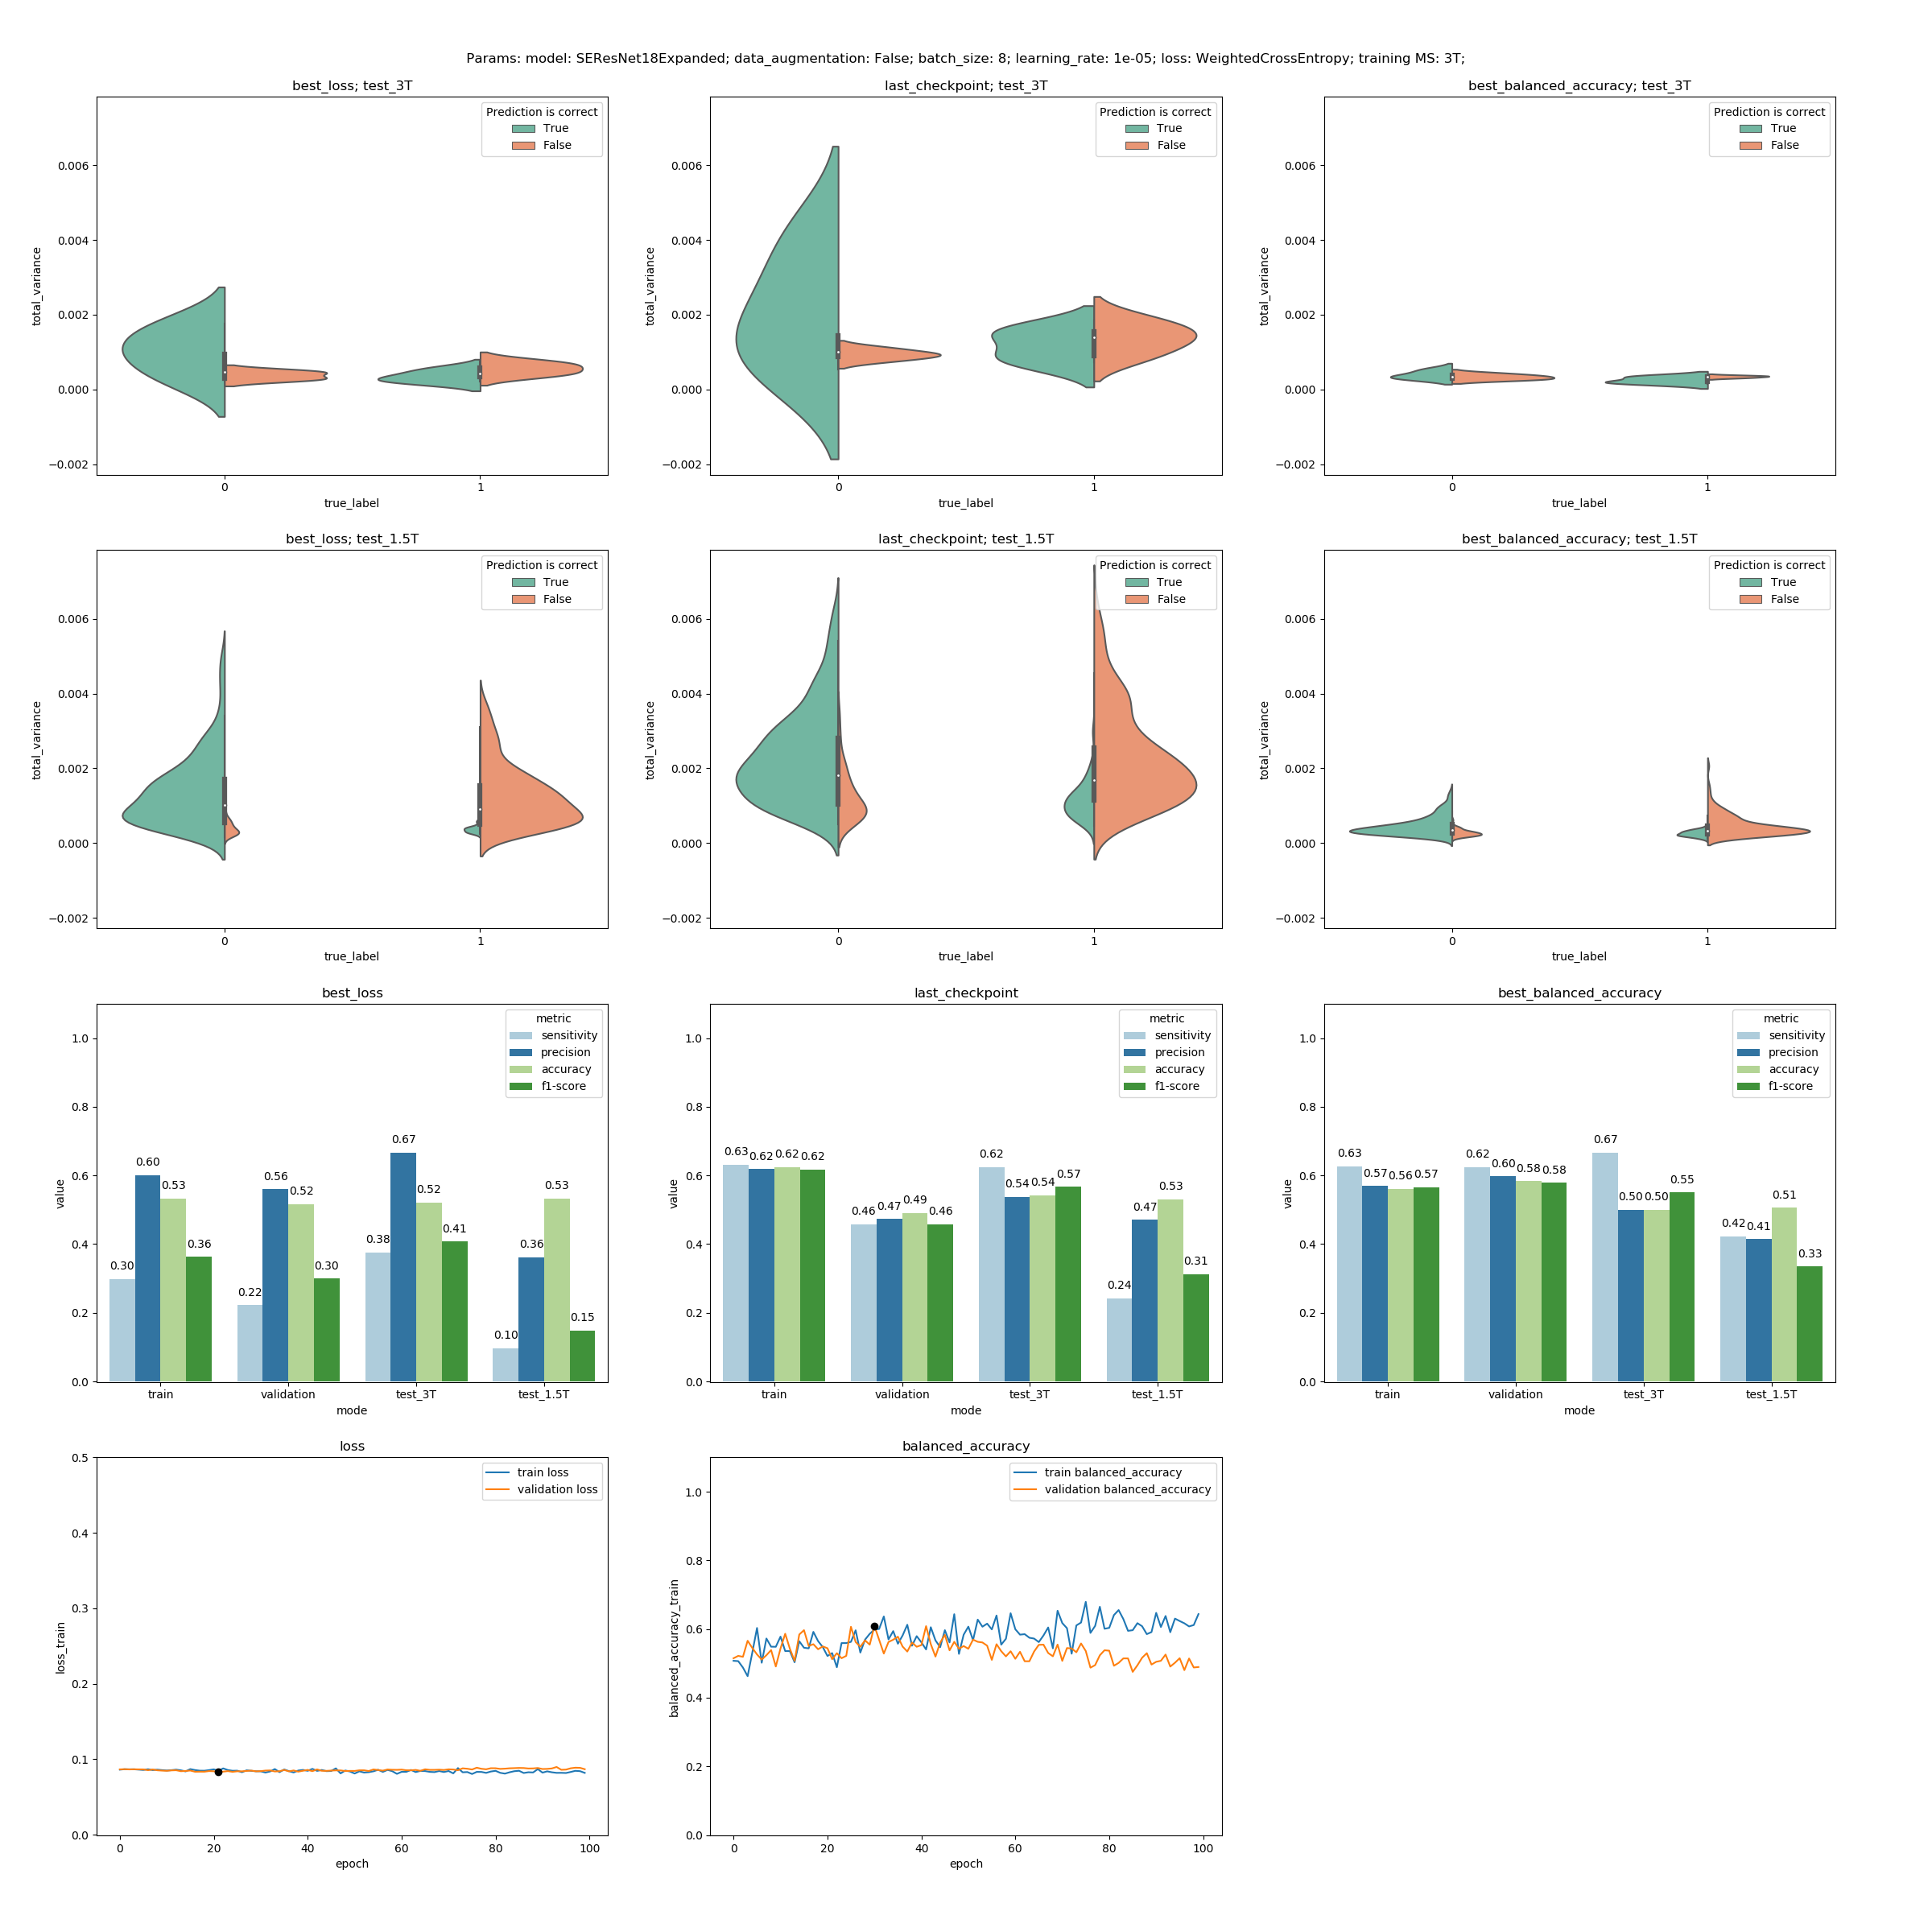 Params: model: SEResNet18Expanded; data_augmentation: False; batch_size: 8; learning_rate: 1e-05; loss: WeightedCrossEntropy; training MS: 3T;
best_loss; test_3T
Prediction is correct
True
False
0.006
0.004
0.002
0.000
−0.002
total_variance
0
1
true_label
last_checkpoint; test_3T
Prediction is correct
True
False
0.006
0.004
0.002
0.000
−0.002
total_variance
0
1
true_label
best_balanced_accuracy; test_3T
Prediction is correct
True
False
0.006
0.004
0.002
0.000
−0.002
total_variance
0
1
true_label
best_loss; test_1.5T
Prediction is correct
True
False
0.006
0.004
0.002
0.000
−0.002
total_variance
0
1
true_label
last_checkpoint; test_1.5T
Prediction is correct
True
False
0.006
0.004
0.002
0.000
−0.002
total_variance
0
1
true_label
best_balanced_accuracy; test_1.5T
Prediction is correct
True
False
0.006
0.004
0.002
0.000
−0.002
total_variance
0
1
true_label
best_loss
metric
sensitivity
precision
accuracy
f1-score
1.0
0.8
0.6
0.4
0.2
0.0
value
0.30 0.60 0.53 0.36
0.22 0.56 0.52 0.30
0.38 0.67 0.52 0.41
0.10 0.36 0.53 0.15
train validation test_3T test_1.5T
mode
last_checkpoint
metric
sensitivity
precision
accuracy
f1-score
1.0
0.8
0.6
0.4
0.2
0.0
value
0.63 0.62 0.62 0.62
0.46 0.47 0.49 0.46
0.62 0.54 0.54 0.57
0.24 0.47 0.53 0.31
train validation test_3T test_1.5T
mode
best_balanced_accuracy
metric
sensitivity
precision
accuracy
f1-score
1.0
0.8
0.6
0.4
0.2
0.0
value
0.63 0.57 0.56 0.57
0.62 0.60 0.58 0.58
0.67 0.50 0.50 0.55
0.42 0.41 0.51 0.33
train validation test_3T test_1.5T
mode
loss
train loss
validation loss
0.5
0.4
0.3
0.2
0.1
0.0
loss_train
0 20 40 60 80 100
epoch
balanced_accuracy
train balanced_accuracy
validation balanced_accuracy
1.0
0.8
0.6
0.4
0.2
0.0
balanced_accuracy_train
0 20 40 60 80 100
epoch